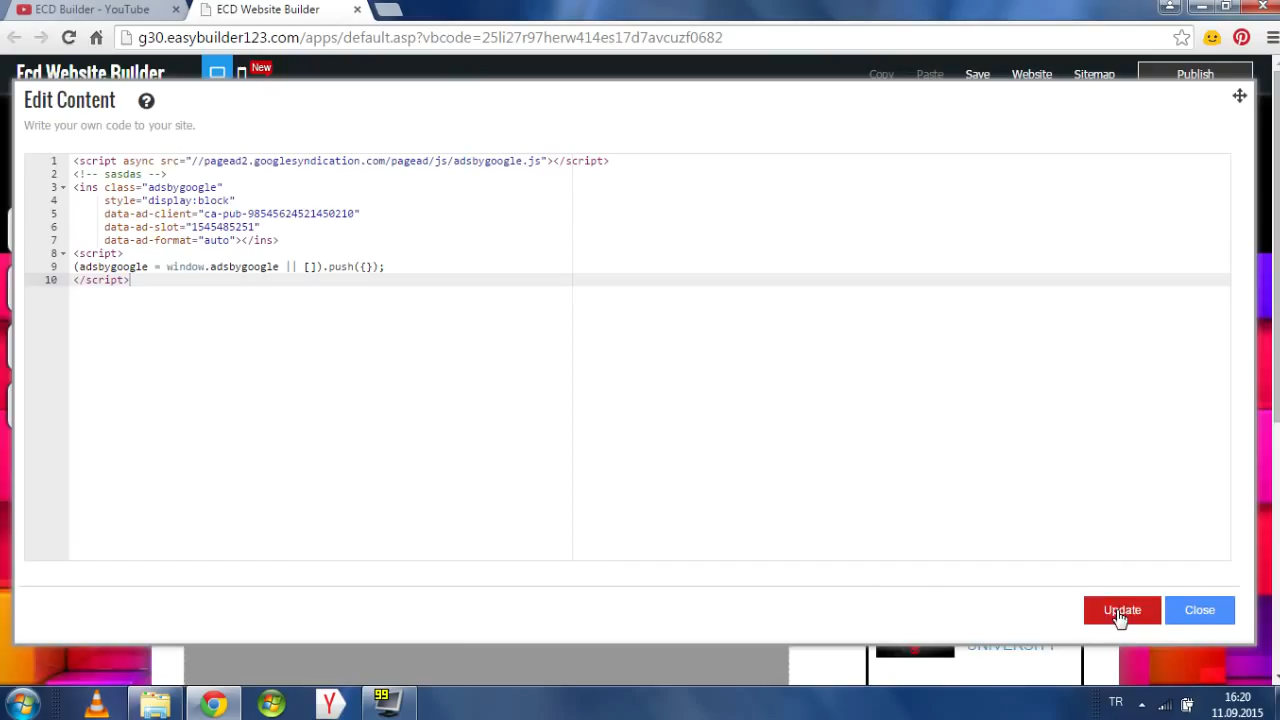 ECD Builder - YouTube
ECD Website Builder
g30.easybuilder123.com/apps/default.asp?vbcode=25li27r97herw414es17d7avcuzf0682
Ecd Website Builder
New
Copy
Paste
Save
Website
Sitemap
Publish
Edit Content
Write your own code to your site.
1 <script async src="//pagead2.googlesyndication.com/pagead/js/adsbygoogle.js"></script>
2 <!-- sasdas -->
3 <ins class="adsbygoogle"
4 style="display:block"
5 data-ad-client="ca-pub-98545624521450210"
6 data-ad-slot="1545485251"
7 data-ad-format="auto"></ins>
8 <script>
9 (adsbygoogle = window.adsbygoogle || []).push({});
10 </script>
Update
Close
UNIVERSITY
99
TR
16:20
11.09.2015